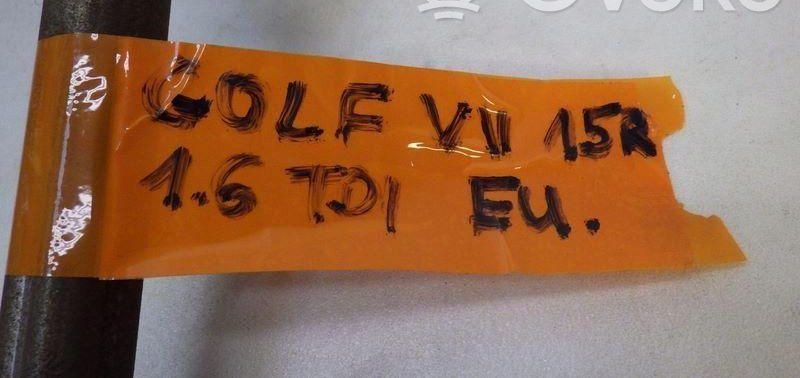 GOLF VII 15R
1.6 TDI EU.